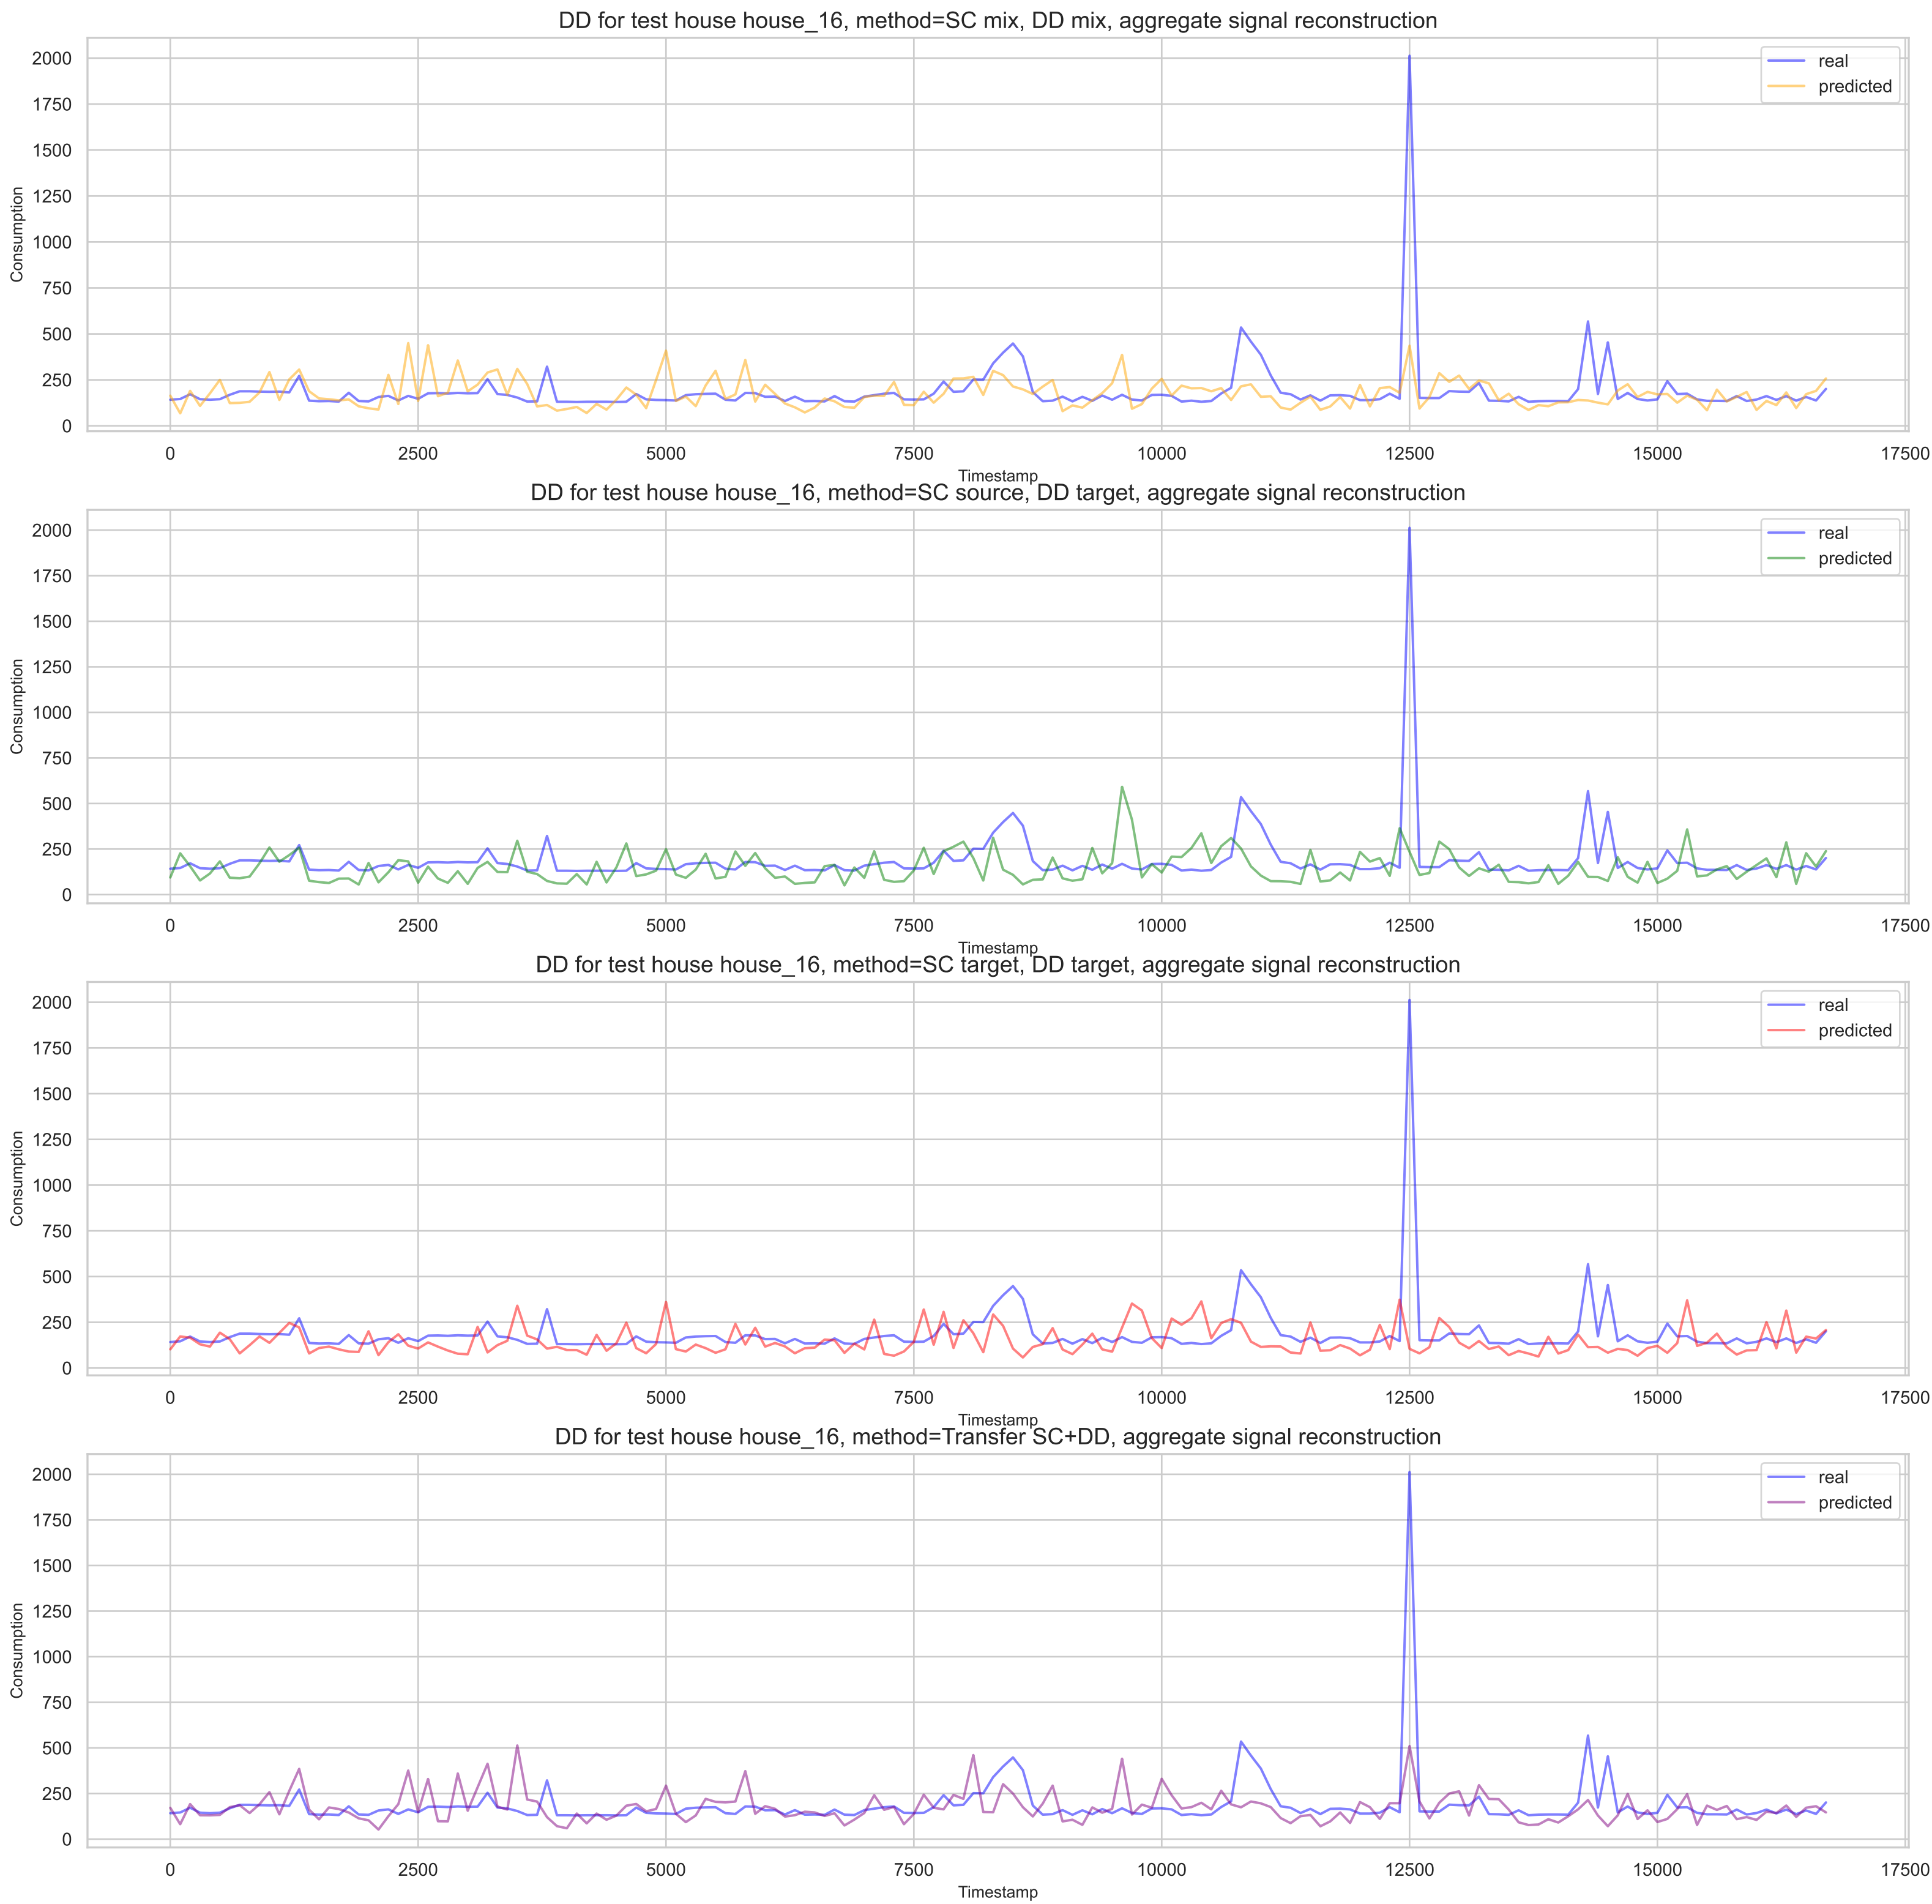 DD for test house house_16, method=SC mix, DD mix, aggregate signal reconstruction
real
predicted
2000
1750
1500
1250
1000
750
500
250
0
Consumption
0 2500 5000 7500 10000 12500 15000 17500
Timestamp
DD for test house house_16, method=SC source, DD target, aggregate signal reconstruction
real
predicted
2000
1750
1500
1250
1000
750
500
250
0
Consumption
0 2500 5000 7500 10000 12500 15000 17500
Timestamp
DD for test house house_16, method=SC target, DD target, aggregate signal reconstruction
real
predicted
2000
1750
1500
1250
1000
750
500
250
0
Consumption
0 2500 5000 7500 10000 12500 15000 17500
Timestamp
DD for test house house_16, method=Transfer SC+DD, aggregate signal reconstruction
real
predicted
2000
1750
1500
1250
1000
750
500
250
0
Consumption
0 2500 5000 7500 10000 12500 15000 17500
Timestamp